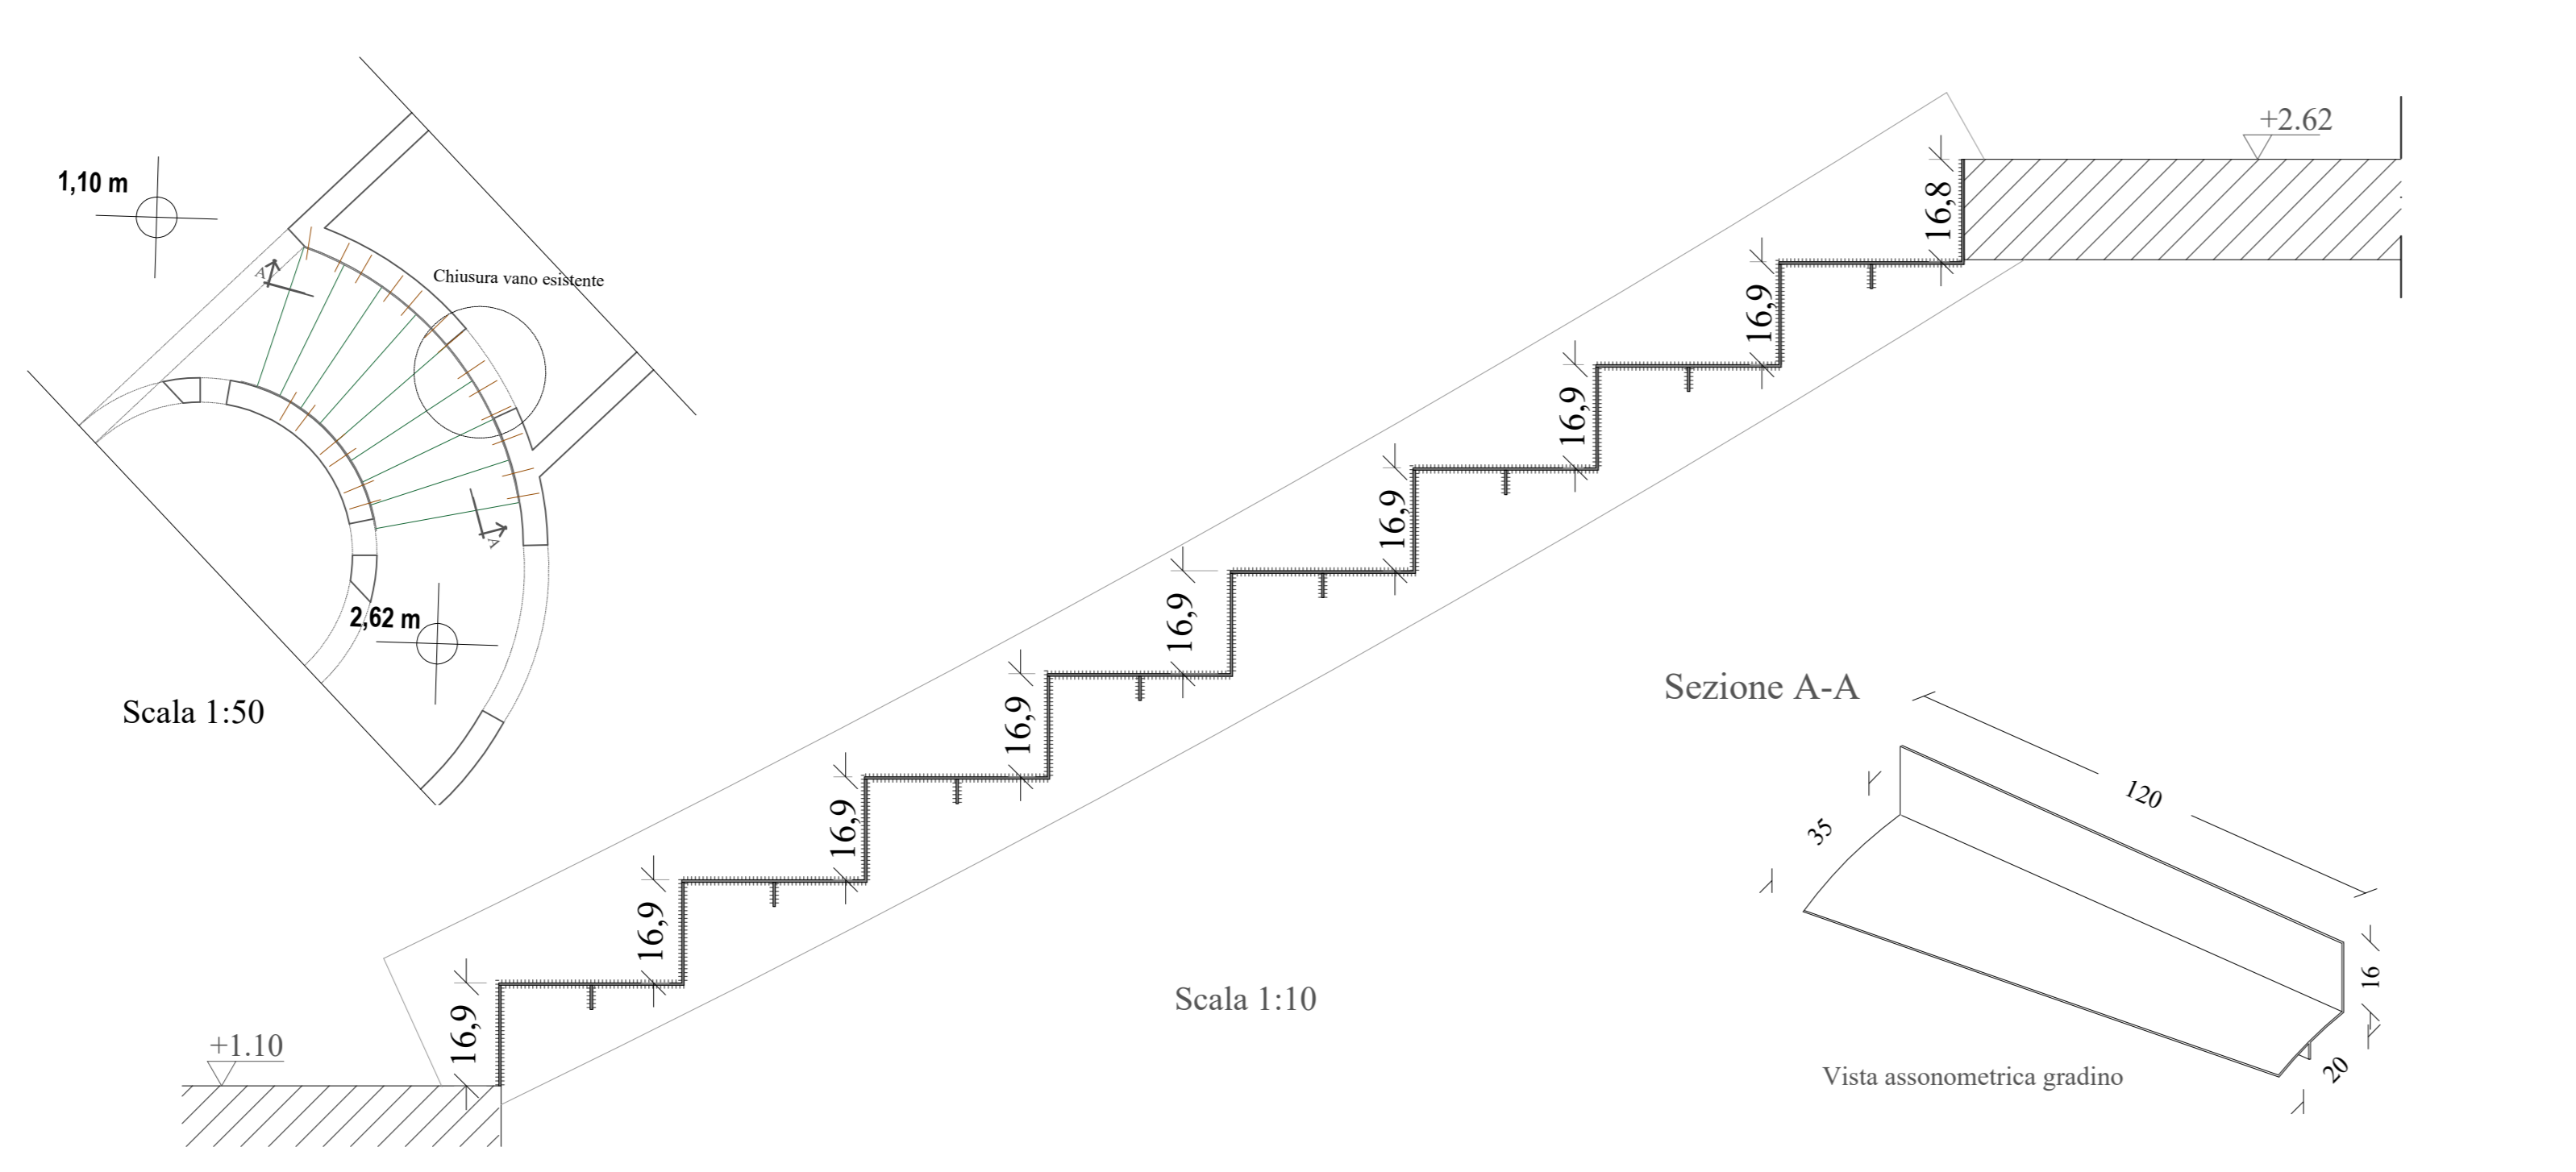 1,10 m
A
Chiusura vano esistente
A
2,62 m
Scala 1:50
+2.62
16,8
16,9
16,9
16,9
16,9
16,9
16,9
16,9
16,9
+1.10
Scala 1:10
Sezione A-A
120
35
16
20
Vista assonometrica gradino